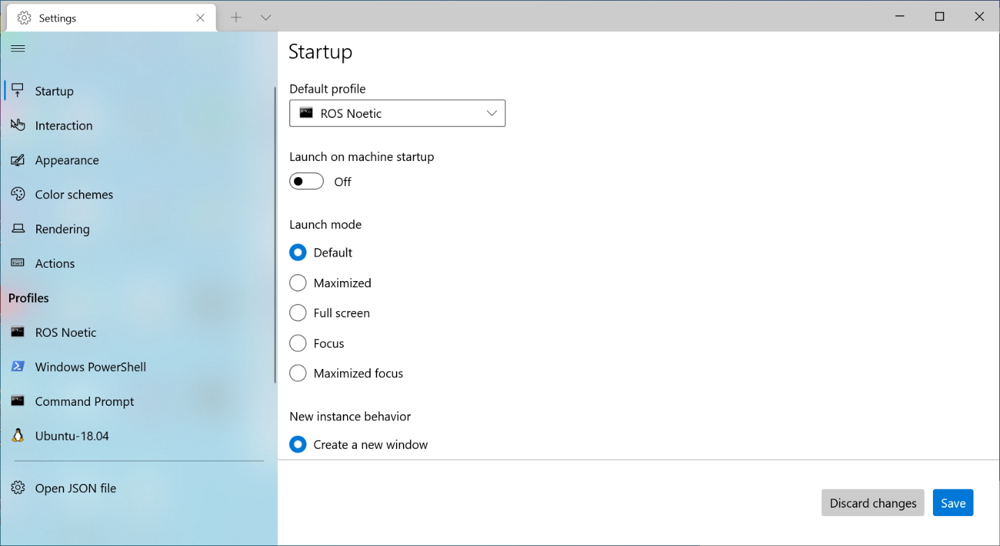 Settings
Startup
Interaction
Appearance
Color schemes
Rendering
Actions
Profiles
ROS Noetic
Windows PowerShell
Command Prompt
Ubuntu-18.04
Open JSON file
Startup
Default profile
ROS Noetic
Launch on machine startup
Off
Launch mode
Default
Maximized
Full screen
Focus
Maximized focus
New instance behavior
Create a new window
Discard changes
Save